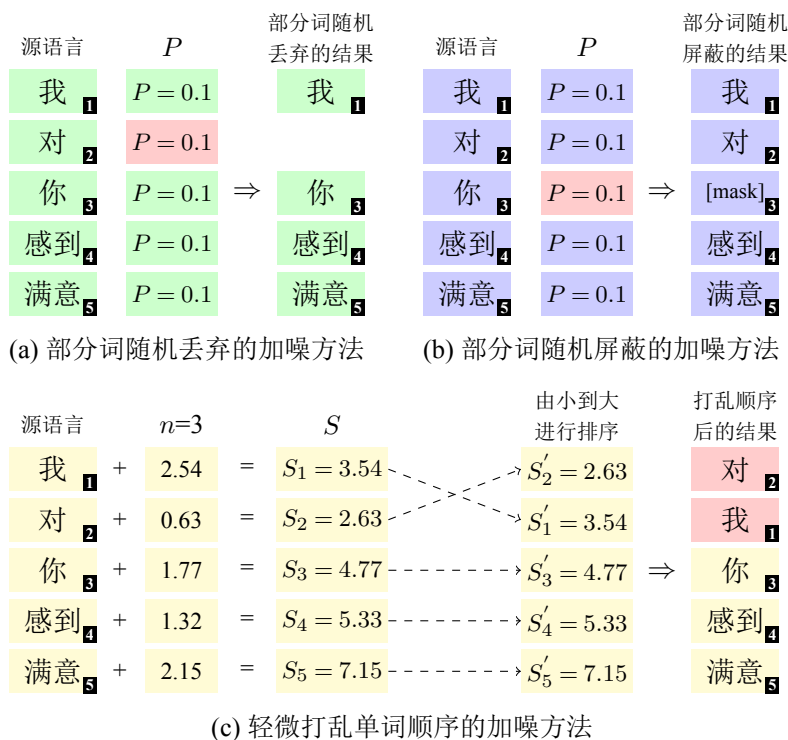 源语言 P 部分词随机
丢弃的结果
我 1 P = 0.1 我 1
对 2 P = 0.1
你 3 P = 0.1 ⇒ 你 3
感到 4 P = 0.1 感到 4
满意 5 P = 0.1 满意 5
(a) 部分词随机丢弃的加噪方法
源语言 P 部分词随机
屏蔽的结果
我 1 P = 0.1 我 1
对 2 P = 0.1 对 2
你 3 P = 0.1 ⇒ [mask] 3
感到 4 P = 0.1 感到 4
满意 5 P = 0.1 满意 5
(b) 部分词随机屏蔽的加噪方法
源语言 n=3 S 由小到大 打乱顺序
进行排序 后的结果
我 1 + 2.54 = S₁ = 3.54 S₂′ = 2.63 对 2
对 2 + 0.63 = S₂ = 2.63 S₁′ = 3.54 我 1
你 3 + 1.77 = S₃ = 4.77 S₃′ = 4.77 ⇒ 你 3
感到 4 + 1.32 = S₄ = 5.33 S₄′ = 5.33 感到 4
满意 5 + 2.15 = S₅ = 7.15 S₅′ = 7.15 满意 5
(c) 轻微打乱单词顺序的加噪方法